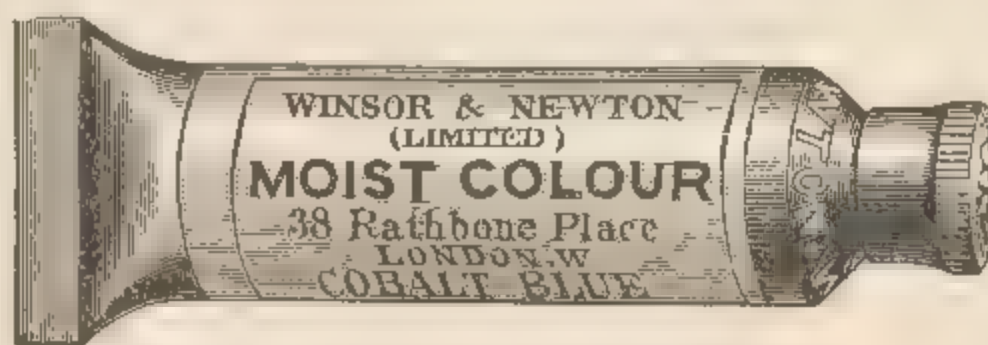 WINSOR & NEWTON
(LIMITED)
MOIST COLOUR
38 Rathbone Place
LONDON.W
COBALT BLUE